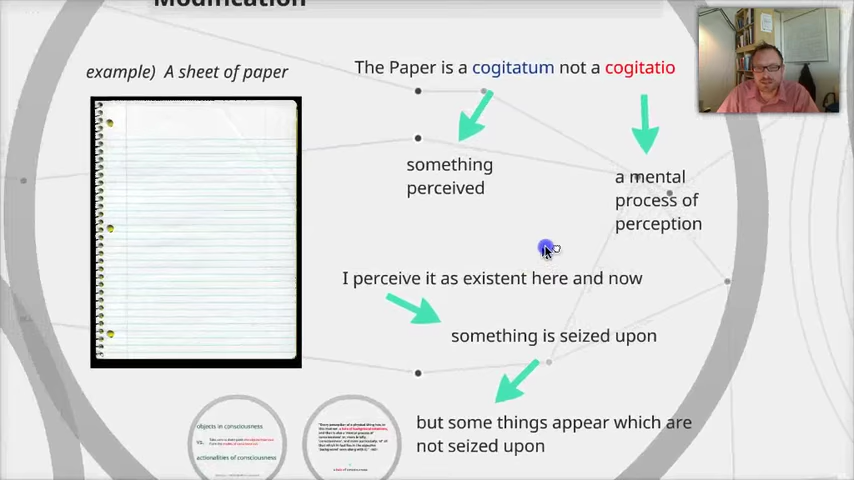 Modification
example) A sheet of paper
The Paper is a cogitatum not a cogitatio
something
perceived
a mental
process of
perception
I perceive it as existent here and now
something is seized upon
but some things appear which are
not seized upon
objects in consciousness
vs.
actionalities of consciousness